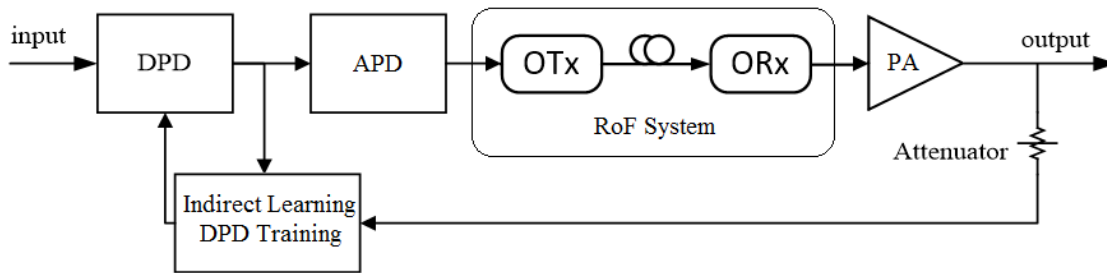 input
DPD
APD
OTx
ORx
RoF System
PA
output
Attenuator
Indirect Learning
DPD Training